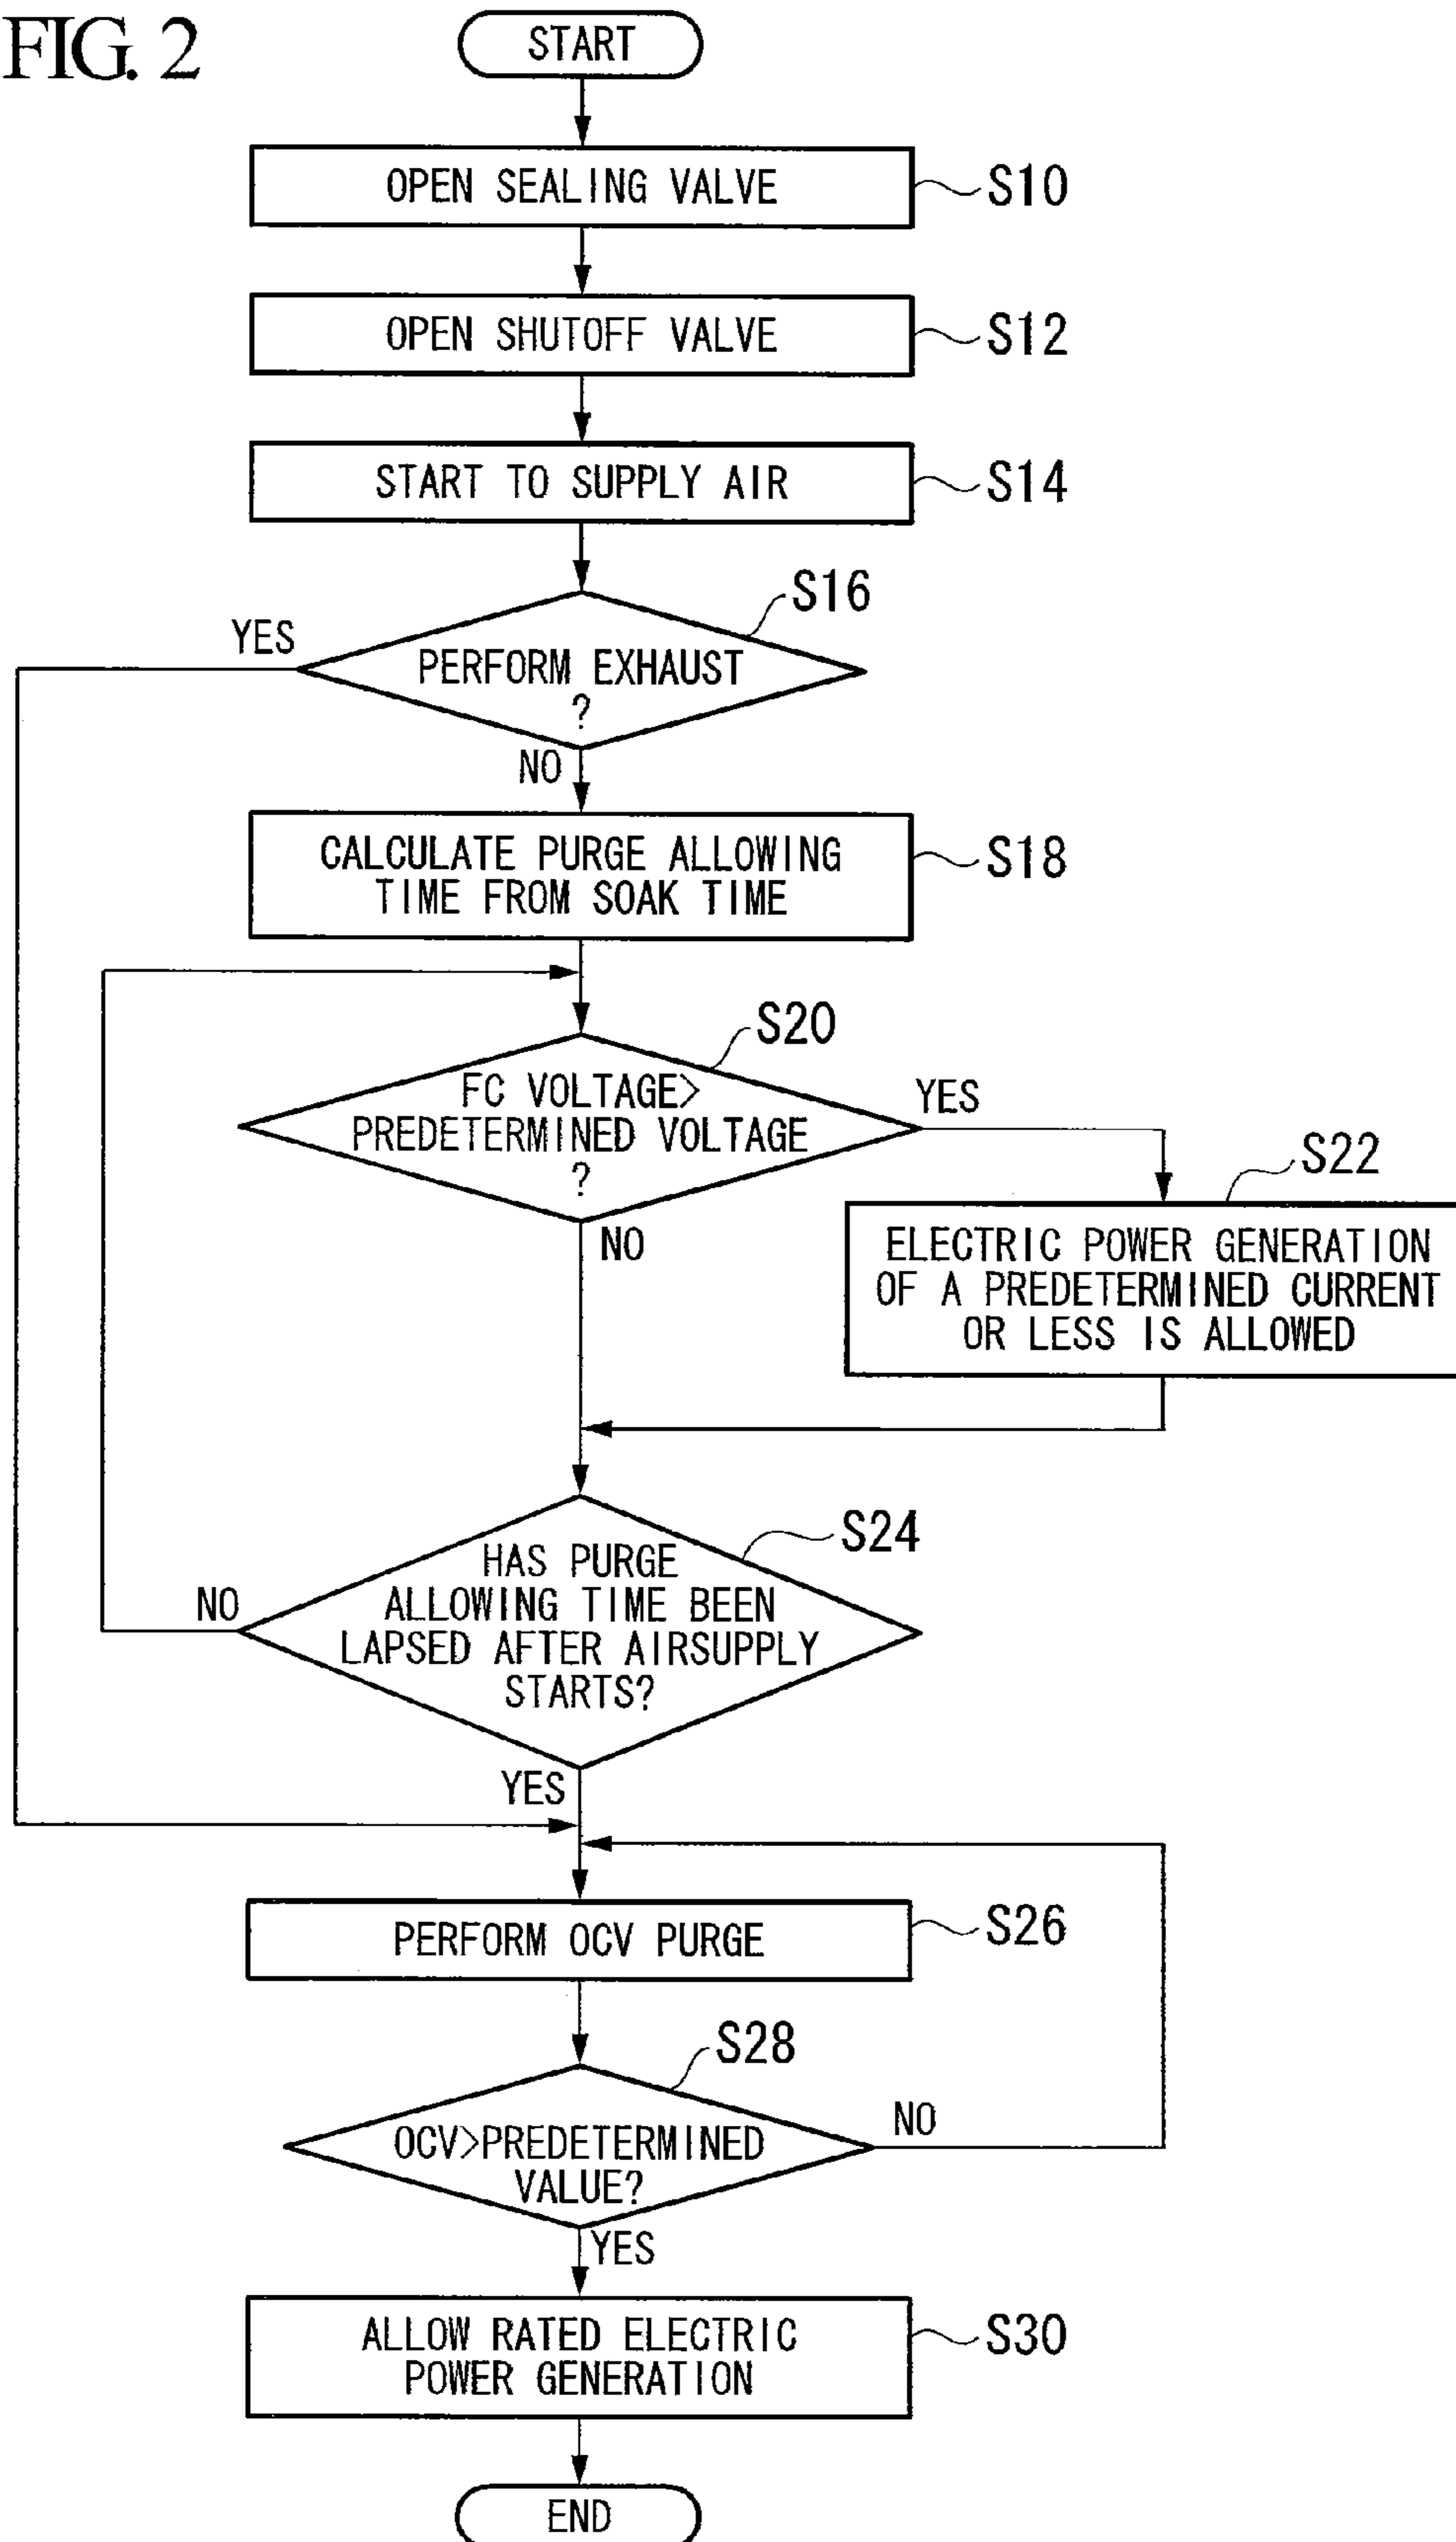 FIG. 2
START
OPEN SEALING VALVE
S10
OPEN SHUTOFF VALVE
S12
START TO SUPPLY AIR
S14
S16
YES
PERFORM EXHAUST
?
NO
CALCULATE PURGE ALLOWING
TIME FROM SOAK TIME
S18
S20
FC VOLTAGE>
PREDETERMINED VOLTAGE
?
YES
NO
S22
ELECTRIC POWER GENERATION
OF A PREDETERMINED CURRENT
OR LESS IS ALLOWED
S24
HAS PURGE
ALLOWING TIME BEEN
LAPSED AFTER AIRSUPPLY
STARTS?
NO
YES
PERFORM OCV PURGE
S26
S28
OCV>PREDETERMINED
VALUE?
NO
YES
ALLOW RATED ELECTRIC
POWER GENERATION
S30
END